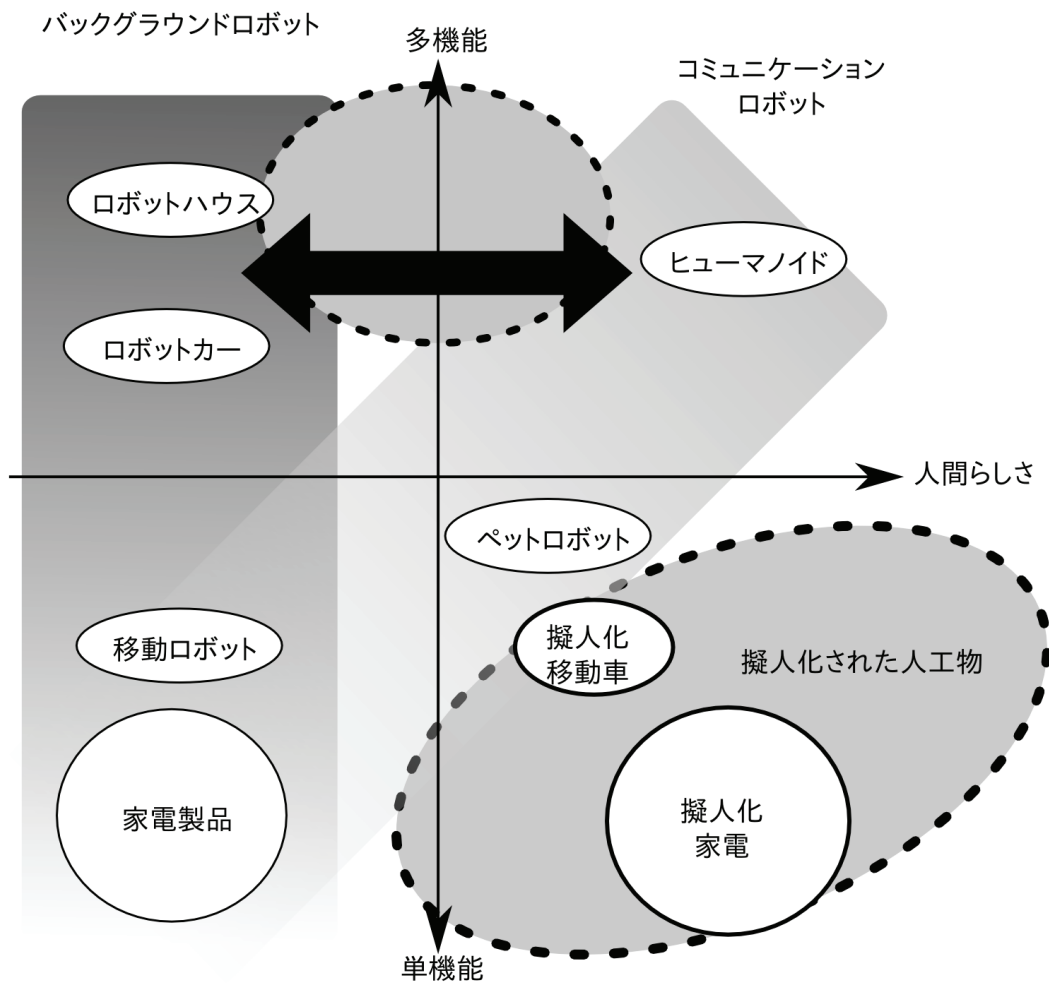 バックグラウンドロボット
多機能
コミュニケーション
ロボット
ロボットハウス
ヒューマノイド
ロボットカー
人間らしさ
ペットロボット
擬人化
移動車
移動ロボット
擬人化された人工物
家電製品
擬人化
家電
単機能